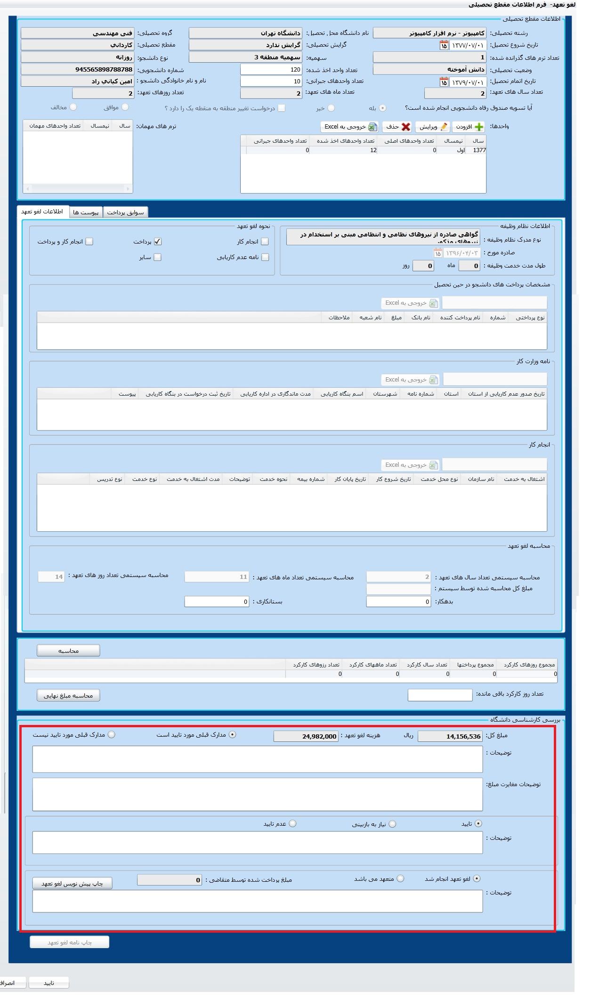 لغو تعهد- فرم اطلاعات مقطع تحصیلی
اطلاعات مقطع تحصیلی
رشته تحصیلی: کامپیوتر - نرم افزار کامپیوتر نام دانشگاه محل تحصیل: دانشگاه تهران گروه تحصیلی: فنی مهندسی
تاریخ شروع تحصیل: ۱۳۷۷/۰۷/۰۱ گرایش تحصیلی: گرایش ندارد مقطع تحصیلی: کاردانی
تعداد ترم های گذرانده شده: 1 سهمیه: سهمیه منطقه 3 نوع دانشجو: روزانه
وضعیت تحصیلی: دانش آموخته تعداد واحد اخذ شده: 120 شماره دانشجویی: 945565898788788
تاریخ اتمام تحصیل: ۱۳۷۹/۰۷/۰۱ تعداد واحدهای جبرانی: 10 نام و نام خانوادگی دانشجو : امین کیاني راد
تعداد سال های تعهد: 2 تعداد ماه های تعهد: 2 تعداد روزهای تعهد: 2
آیا تسویه صندوق رفاه دانشجویی انجام شده است؟ بله خیر درخواست تغییر منطقه به منقطه یک را دارد ؟ موافق مخالف
واحدها: افزودن ویرایش حذف خروجی به Excel ترم های مهمان: سال نیمسال تعداد واحدهای مهمان
سال نیمسال تعداد واحدهای اصلی تعداد واحدهای اخذ شده تعداد واحدهای جبرانی
1377 اول 0 12 0
سوابق پرداخت پیوست ها اطلاعات لغو تعهد
اطلاعات نظام وظیفه نحوه لغو تعهد
نوع مدرک نظام وظیفه : گواهی صادره از نیروهای نظامی و انتظامی مبنی بر استخدام در نیروهای مذکور
انجام کار پرداخت انجام کار و پرداخت
صادره مورخ : ۱۳۹۶/۰۴/۰۳ نامه عدم کاریابی سایر
طول مدت خدمت وظیفه : 0 ماه 0 روز
مشخصات پرداخت های دانشجو در حین تحصیل
خروجی به Excel
نوع پرداختی شماره نام پرداخت کننده نام بانک مبلغ نام شعبه ملاحظات
نامه وزارت کار
خروجی به Excel
تاریخ صدور عدم کاریابی از استان استان شماره نامه شهرستان اسم بنگاه کاریابی مدت ماندگاری در اداره کاریابی تاریخ ثبت درخواست در بنگاه کاریابی پیوست
انجام کار
خروجی به Excel
اشتغال به خدمت نام سازمان نوع محل خدمت تاریخ شروع کار تاریخ پایان کار شماره بیمه نحوه خدمت توضیحات مدت اشتغال به خدمت نوع خدمت نوع تدریس
محاسبه لغو تعهد
محاسبه سیستمی تعداد سال های تعهد : 2 محاسبه سیستمی تعداد ماه های تعهد : 11 محاسبه سیستمی تعداد روز های تعهد : 14
مبلغ کل محاسبه شده توسط سیستم :
بدهکار: 0 بستانکاری : 0
محاسبه
مجموع روزهای کارکرد مجموع پرداختها تعداد سال کارکرد تعداد ماههای کارکرد تعداد رزوهای کارکرد
0 0 0 0 0
تعداد روز کارکرد باقی مانده: محاسبه مبلغ نهایی
بررسی کارشناسی دانشگاه
مبلغ کل: 14,156,536 ریال هزینه لغو تعهد : 24,982,000 مدارک قبلی مورد تایید است مدارک قبلی مورد تایید نیست
توضیحات :
توضیحات مغایرت مبلغ:
تایید نیاز به بازبینی عدم تایید
توضیحات :
لغو تعهد انجام شد متعهد می باشد مبلغ پرداخت شده توسط متقاضی : 0 چاپ پیش نویس لغو تعهد
توضیحات :
چاپ نامه لغو تعهد
تایید انصراف